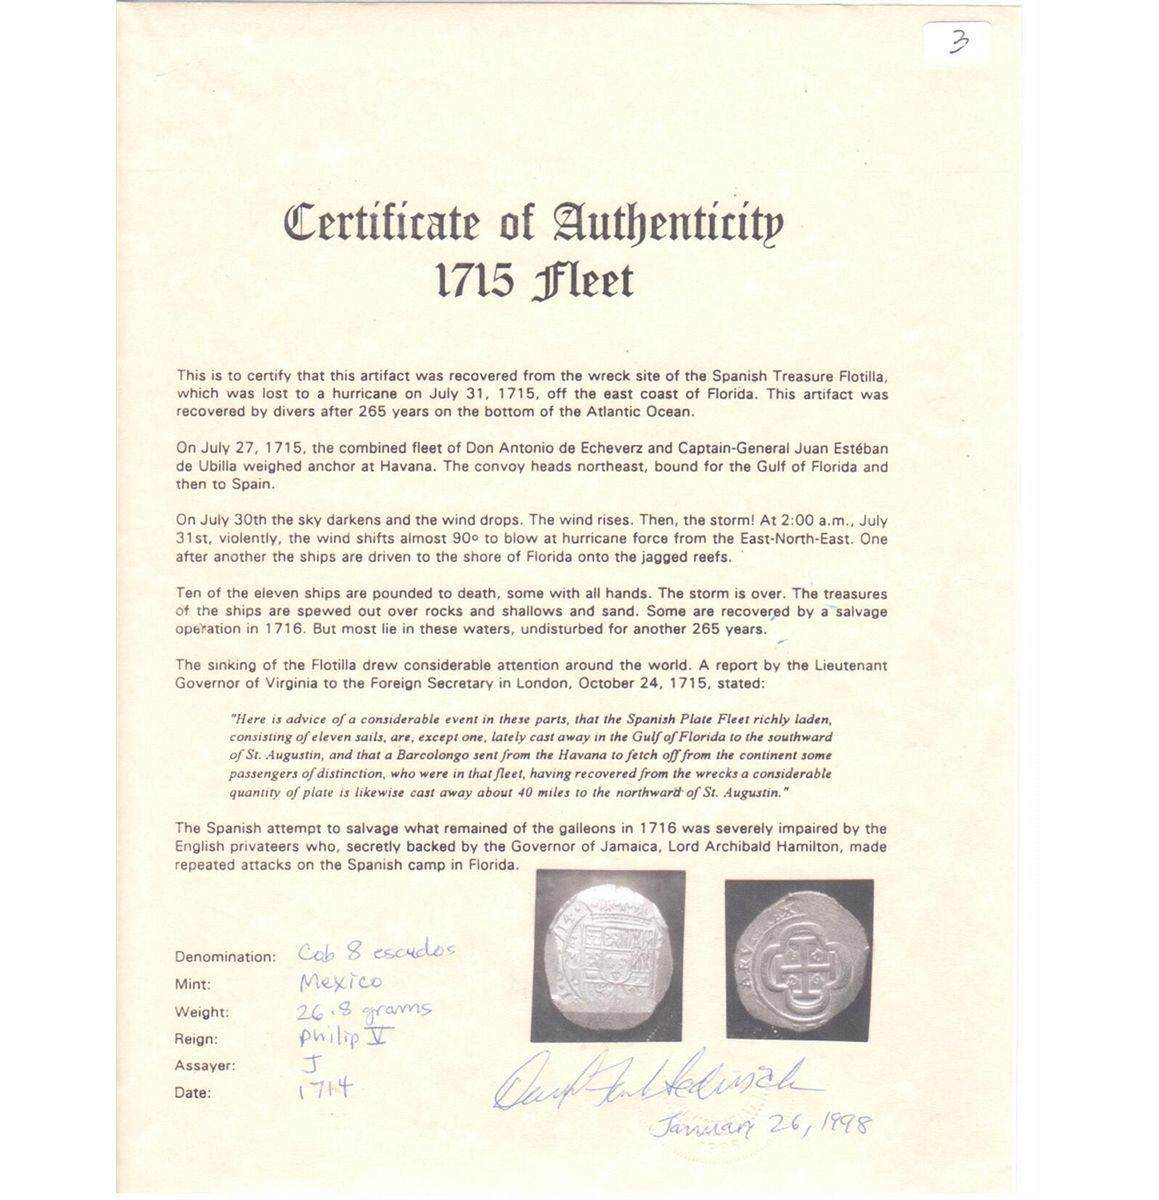 3
Certificate of Authenticity
1715 Fleet
This is to certify that this artifact was recovered from the wreck site of the Spanish Treasure Flotilla,
which was lost to a hurricane on July 31, 1715, off the east coast of Florida. This artifact was
recovered by divers after 265 years on the bottom of the Atlantic Ocean.
On July 27, 1715, the combined fleet of Don Antonio de Echeverz and Captain-General Juan Estéban
de Ubilla weighed anchor at Havana. The convoy heads northeast, bound for the Gulf of Florida and
then to Spain.
On July 30th the sky darkens and the wind drops. The wind rises. Then, the storm! At 2:00 a.m., July
31st, violently, the wind shifts almost 90º to blow at hurricane force from the East-North-East. One
after another the ships are driven to the shore of Florida onto the jagged reefs.
Ten of the eleven ships are pounded to death, some with all hands. The storm is over. The treasures
of the ships are spewed out over rocks and shallows and sand. Some are recovered by a salvage
operation in 1716. But most lie in these waters, undisturbed for another 265 years.
The sinking of the Flotilla drew considerable attention around the world. A report by the Lieutenant
Governor of Virginia to the Foreign Secretary in London, October 24, 1715, stated:
"Here is advice of a considerable event in these parts, that the Spanish Plate Fleet richly laden,
consisting of eleven sails, are, except one, lately cast away in the Gulf of Florida to the southward
of St. Augustin, and that a Barcolongo sent from the Havana to fetch off from the continent some
passengers of distinction, who were in that fleet, having recovered from the wrecks a considerable
quantity of plate is likewise cast away about 40 miles to the northward of St. Augustin."
The Spanish attempt to salvage what remained of the galleons in 1716 was severely impaired by the
English privateers who, secretly backed by the Governor of Jamaica, Lord Archibald Hamilton, made
repeated attacks on the Spanish camp in Florida.
Denomination: Cob 8 escudos
Mint: Mexico
Weight: 26.8 grams
Reign: Philip V
Assayer: J
Date: 1714
January 26, 1998